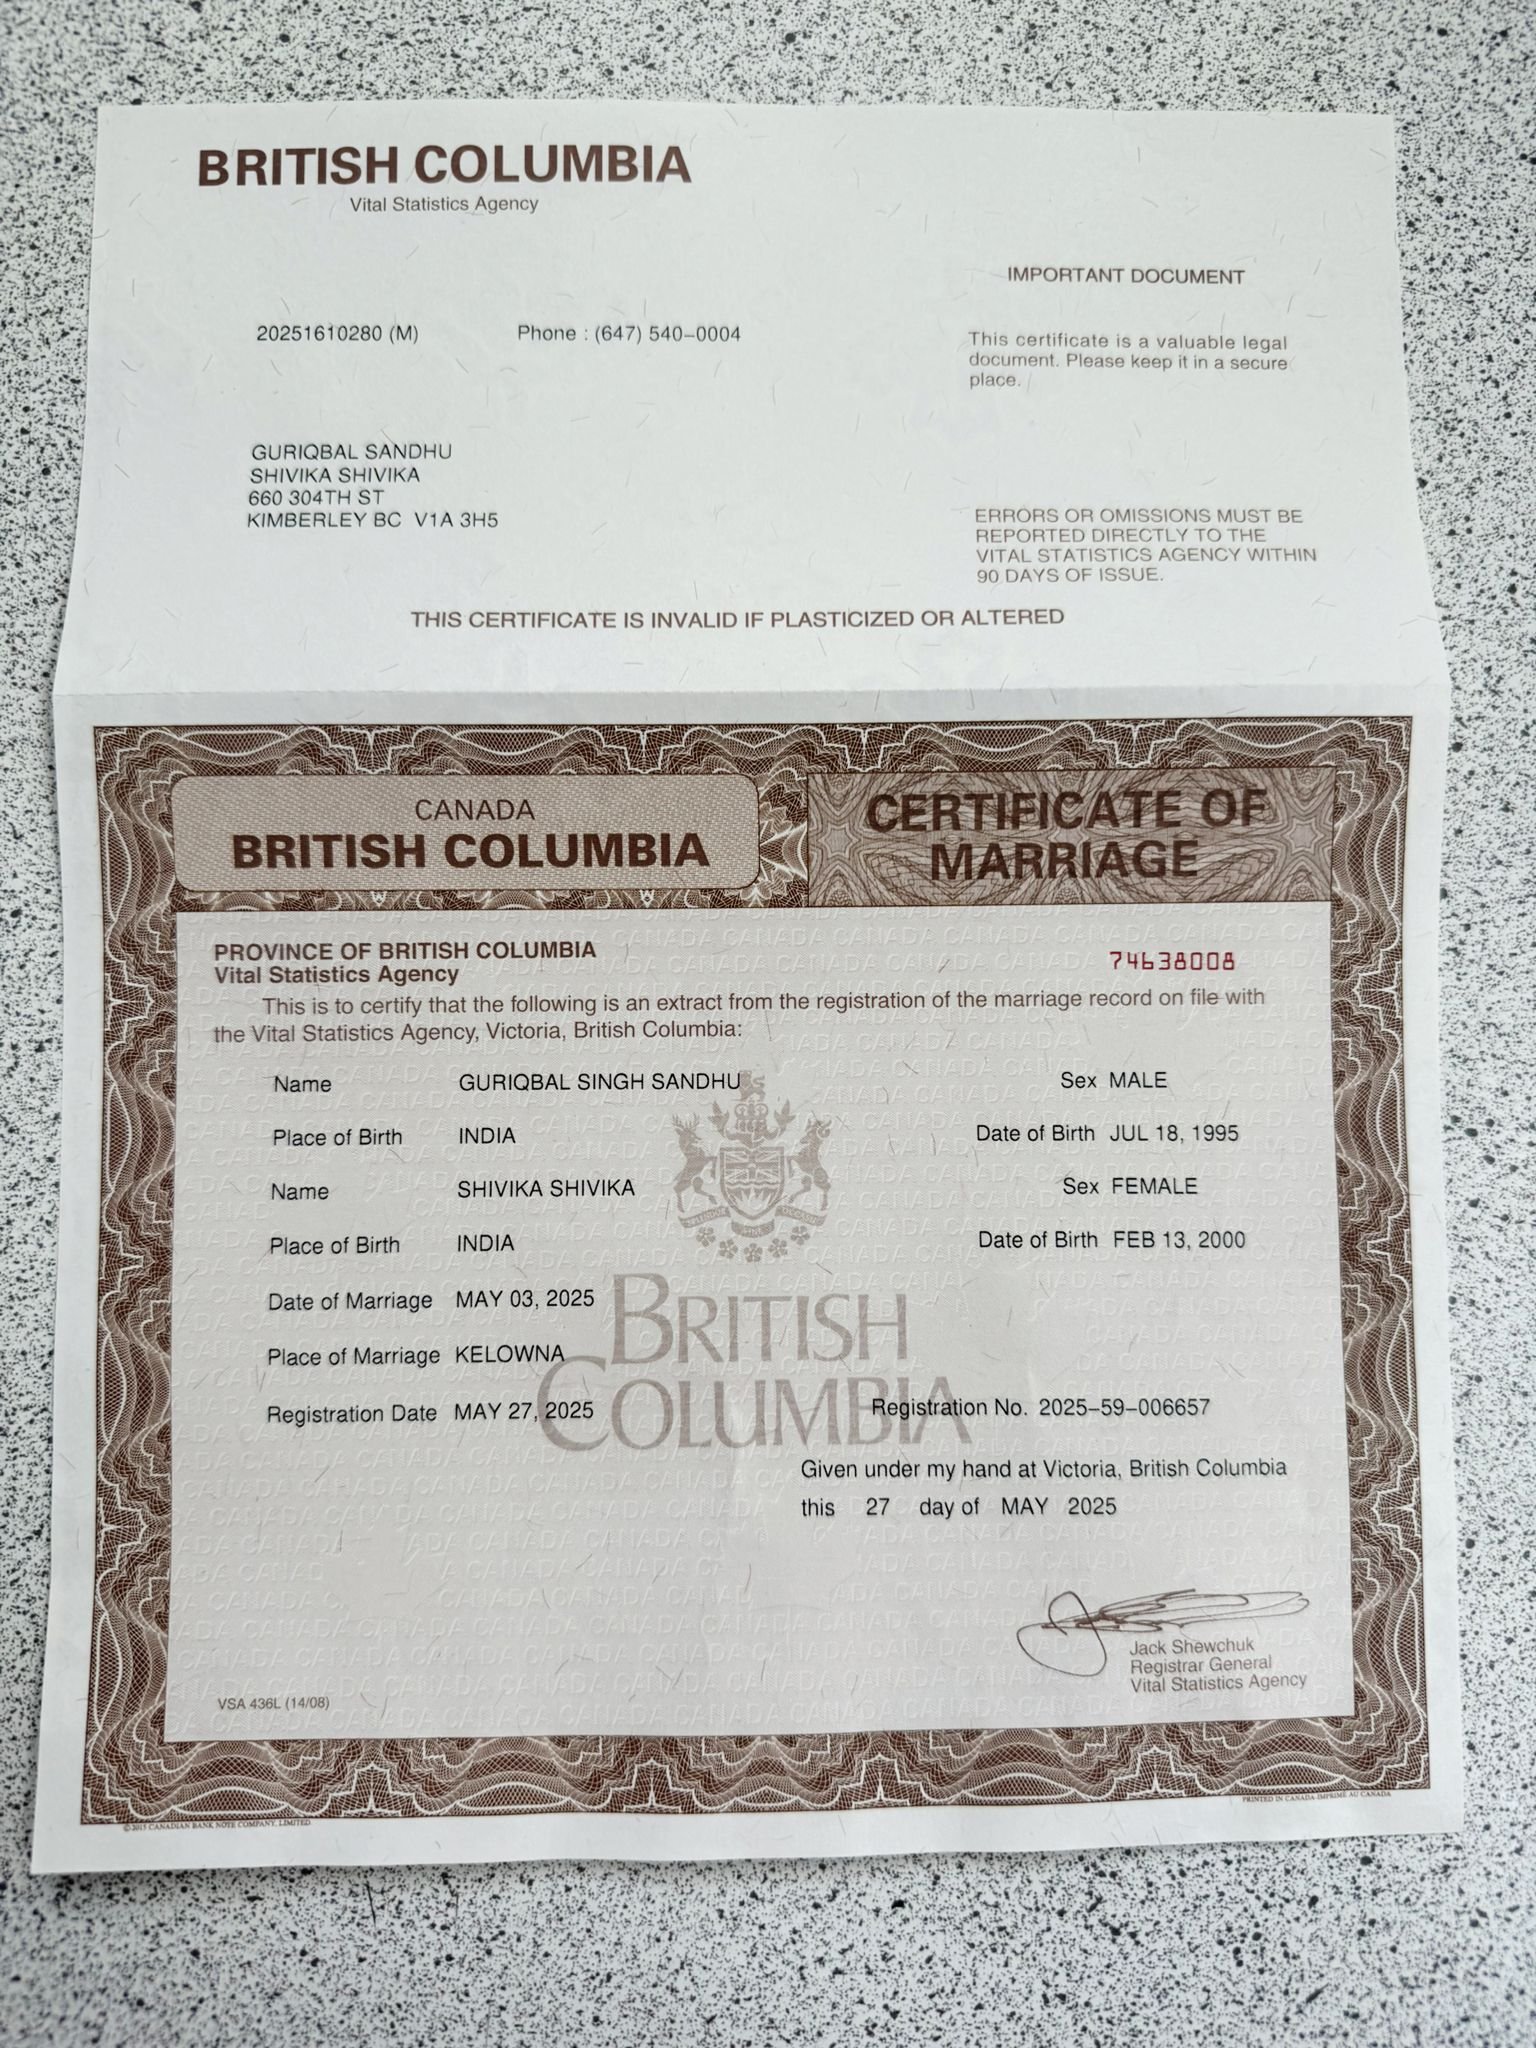 BRITISH COLUMBIA
Vital Statistics Agency
IMPORTANT DOCUMENT
20251610280 (M) Phone : (647) 540-0004
This certificate is a valuable legal
document. Please keep it in a secure
place.
GURIQBAL SANDHU
SHIVIKA SHIVIKA
660 304TH ST
KIMBERLEY BC V1A 3H5
ERRORS OR OMISSIONS MUST BE
REPORTED DIRECTLY TO THE
VITAL STATISTICS AGENCY WITHIN
90 DAYS OF ISSUE.
THIS CERTIFICATE IS INVALID IF PLASTICIZED OR ALTERED
CANADA
BRITISH COLUMBIA
CERTIFICATE OF
MARRIAGE
PROVINCE OF BRITISH COLUMBIA
Vital Statistics Agency
74638008
This is to certify that the following is an extract from the registration of the marriage record on file with
the Vital Statistics Agency, Victoria, British Columbia:
Name GURIQBAL SINGH SANDHU Sex MALE
Place of Birth INDIA Date of Birth JUL 18, 1995
Name SHIVIKA SHIVIKA Sex FEMALE
Place of Birth INDIA Date of Birth FEB 13, 2000
Date of Marriage MAY 03, 2025
BRITISH
COLUMBIA
Place of Marriage KELOWNA
Registration Date MAY 27, 2025 Registration No. 2025-59-006657
Given under my hand at Victoria, British Columbia
this 27 day of MAY 2025
Jack Shewchuk
Registrar General
Vital Statistics Agency
VSA 436L (14/08)
©2015 CANADIAN BANK NOTE COMPANY, LIMITED
PRINTED IN CANADA-IMPRIME AU CANADA